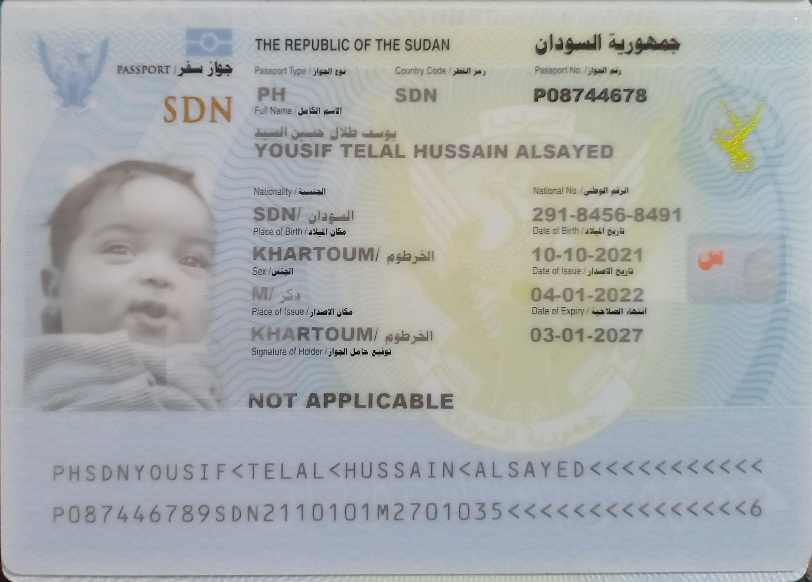 THE REPUBLIC OF THE SUDAN جمهورية السودان
PASSPORT / جواز سفر
Passport Type / نوع الجواز Country Code / رمز القطر Passport No. / رقم الجواز
SDN
PH SDN P08744678
Full Name / الاسم الكامل
يوسف طلال حسين السيد
YOUSIF TELAL HUSSAIN ALSAYED
Nationality / الجنسية National No. / الرقم الوطني
SDN/ السودان 291-8456-8491
Place of Birth / مكان الميلاد Date of Birth / تاريخ الميلاد
KHARTOUM/ الخرطوم 10-10-2021
Sex / الجنس Date of Issue / تاريخ الاصدار
M/ ذكر 04-01-2022
Place of Issue / مكان الاصدار Date of Expiry / انتهاء الصلاحية
KHARTOUM/ الخرطوم 03-01-2027
Signature of Holder / توقيع حامل الجواز
NOT APPLICABLE
س
جمهورية السودان
PHSDNYOUSIF<TELAL<HUSSAIN<ALSAYED<<<<<<<<<<<
P087446789SDN2110101M2701035<<<<<<<<<<<<<<<6